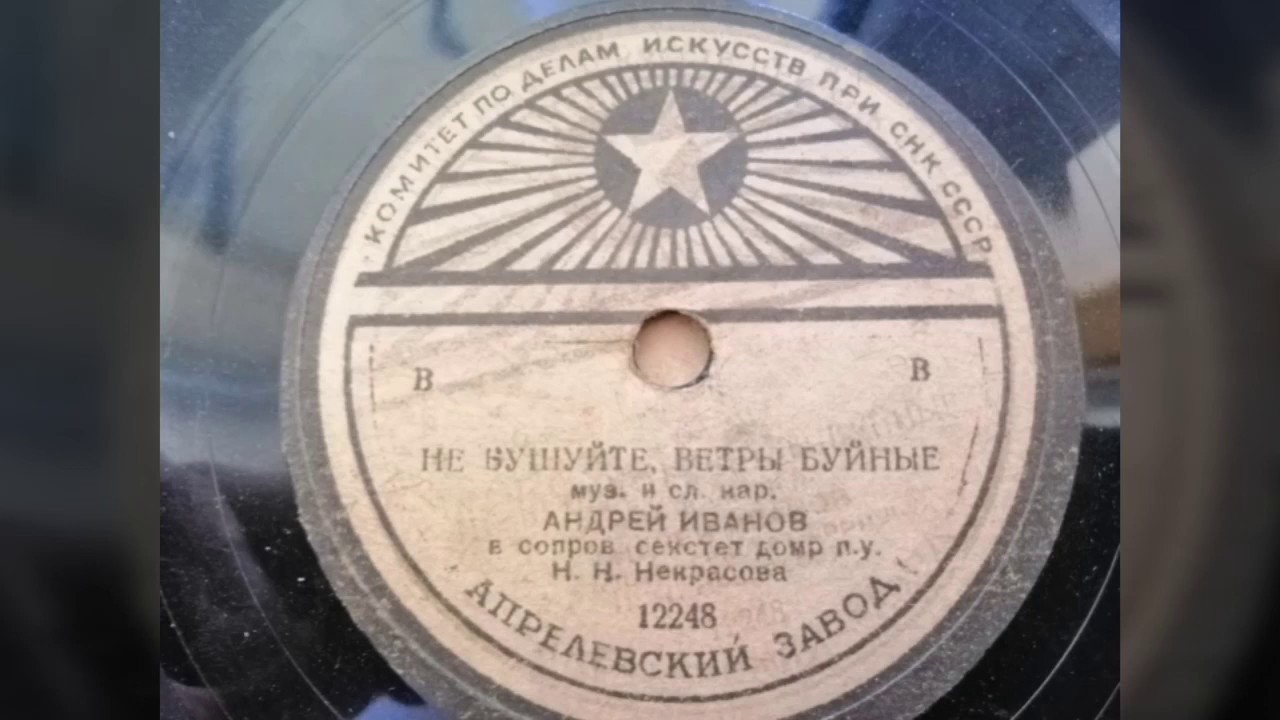 КОМИТЕТ ПО ДЕЛАМ ИСКУССТВ ПРИ СНК СССР
В В
НЕ БУШУЙТЕ, ВЕТРЫ БУЙНЫЕ
муз. и сл. нар.
АНДРЕЙ ИВАНОВ
в сопров. секстет домр п.у.
Н. Н. Некрасова
12248
АПРЕЛЕВСКИЙ ЗАВОД